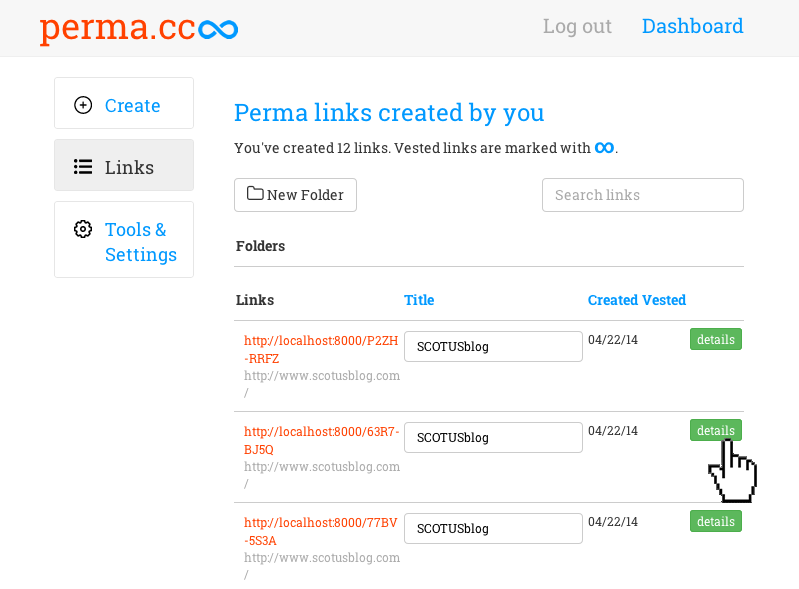 perma.cc
Log out Dashboard
Create
Links
Tools &
Settings
Perma links created by you
You've created 12 links. Vested links are marked with ∞.
New Folder
Search links
Folders
Links Title Created Vested
http://localhost:8000/P2ZH
-RRFZ
http://www.scotusblog.com
/
SCOTUSblog
04/22/14
details
http://localhost:8000/63R7-
BJ5Q
http://www.scotusblog.com
/
SCOTUSblog
04/22/14
details
http://localhost:8000/77BV
-5S3A
http://www.scotusblog.com
/
SCOTUSblog
04/22/14
details